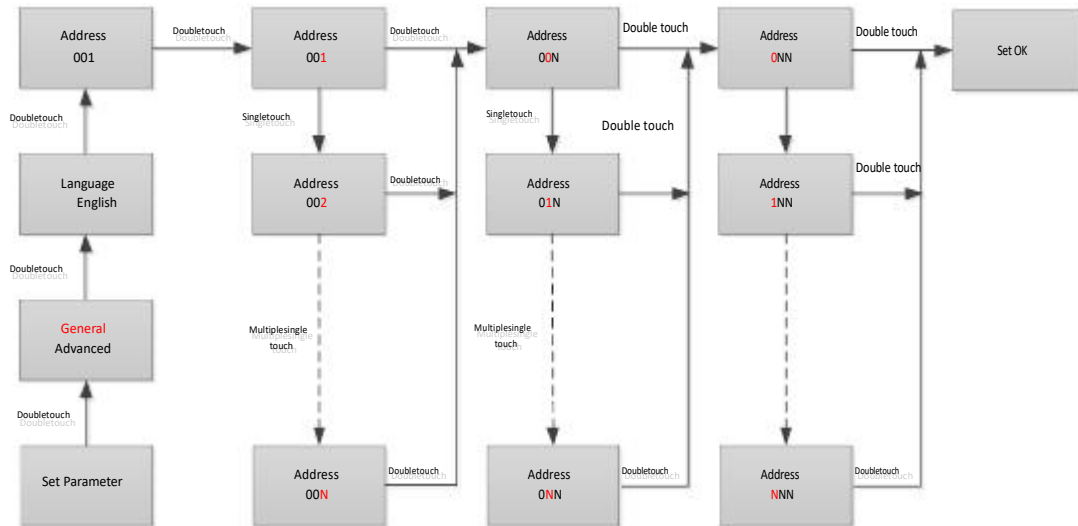 Address
001
Doubletouch
Address
001
Doubletouch
Address
00N
Double touch
Address
0NN
Double touch
Set OK
Doubletouch
Singletouch
Singletouch
Double touch
Language
English
Address
002
Doubletouch
Address
01N
Address
1NN
Double touch
Doubletouch
General
Advanced
Multiplesingle
touch
Multiplesingle
touch
Doubletouch
Set Parameter
Address
00N
Doubletouch
Address
0NN
Doubletouch
Address
NNN
Doubletouch